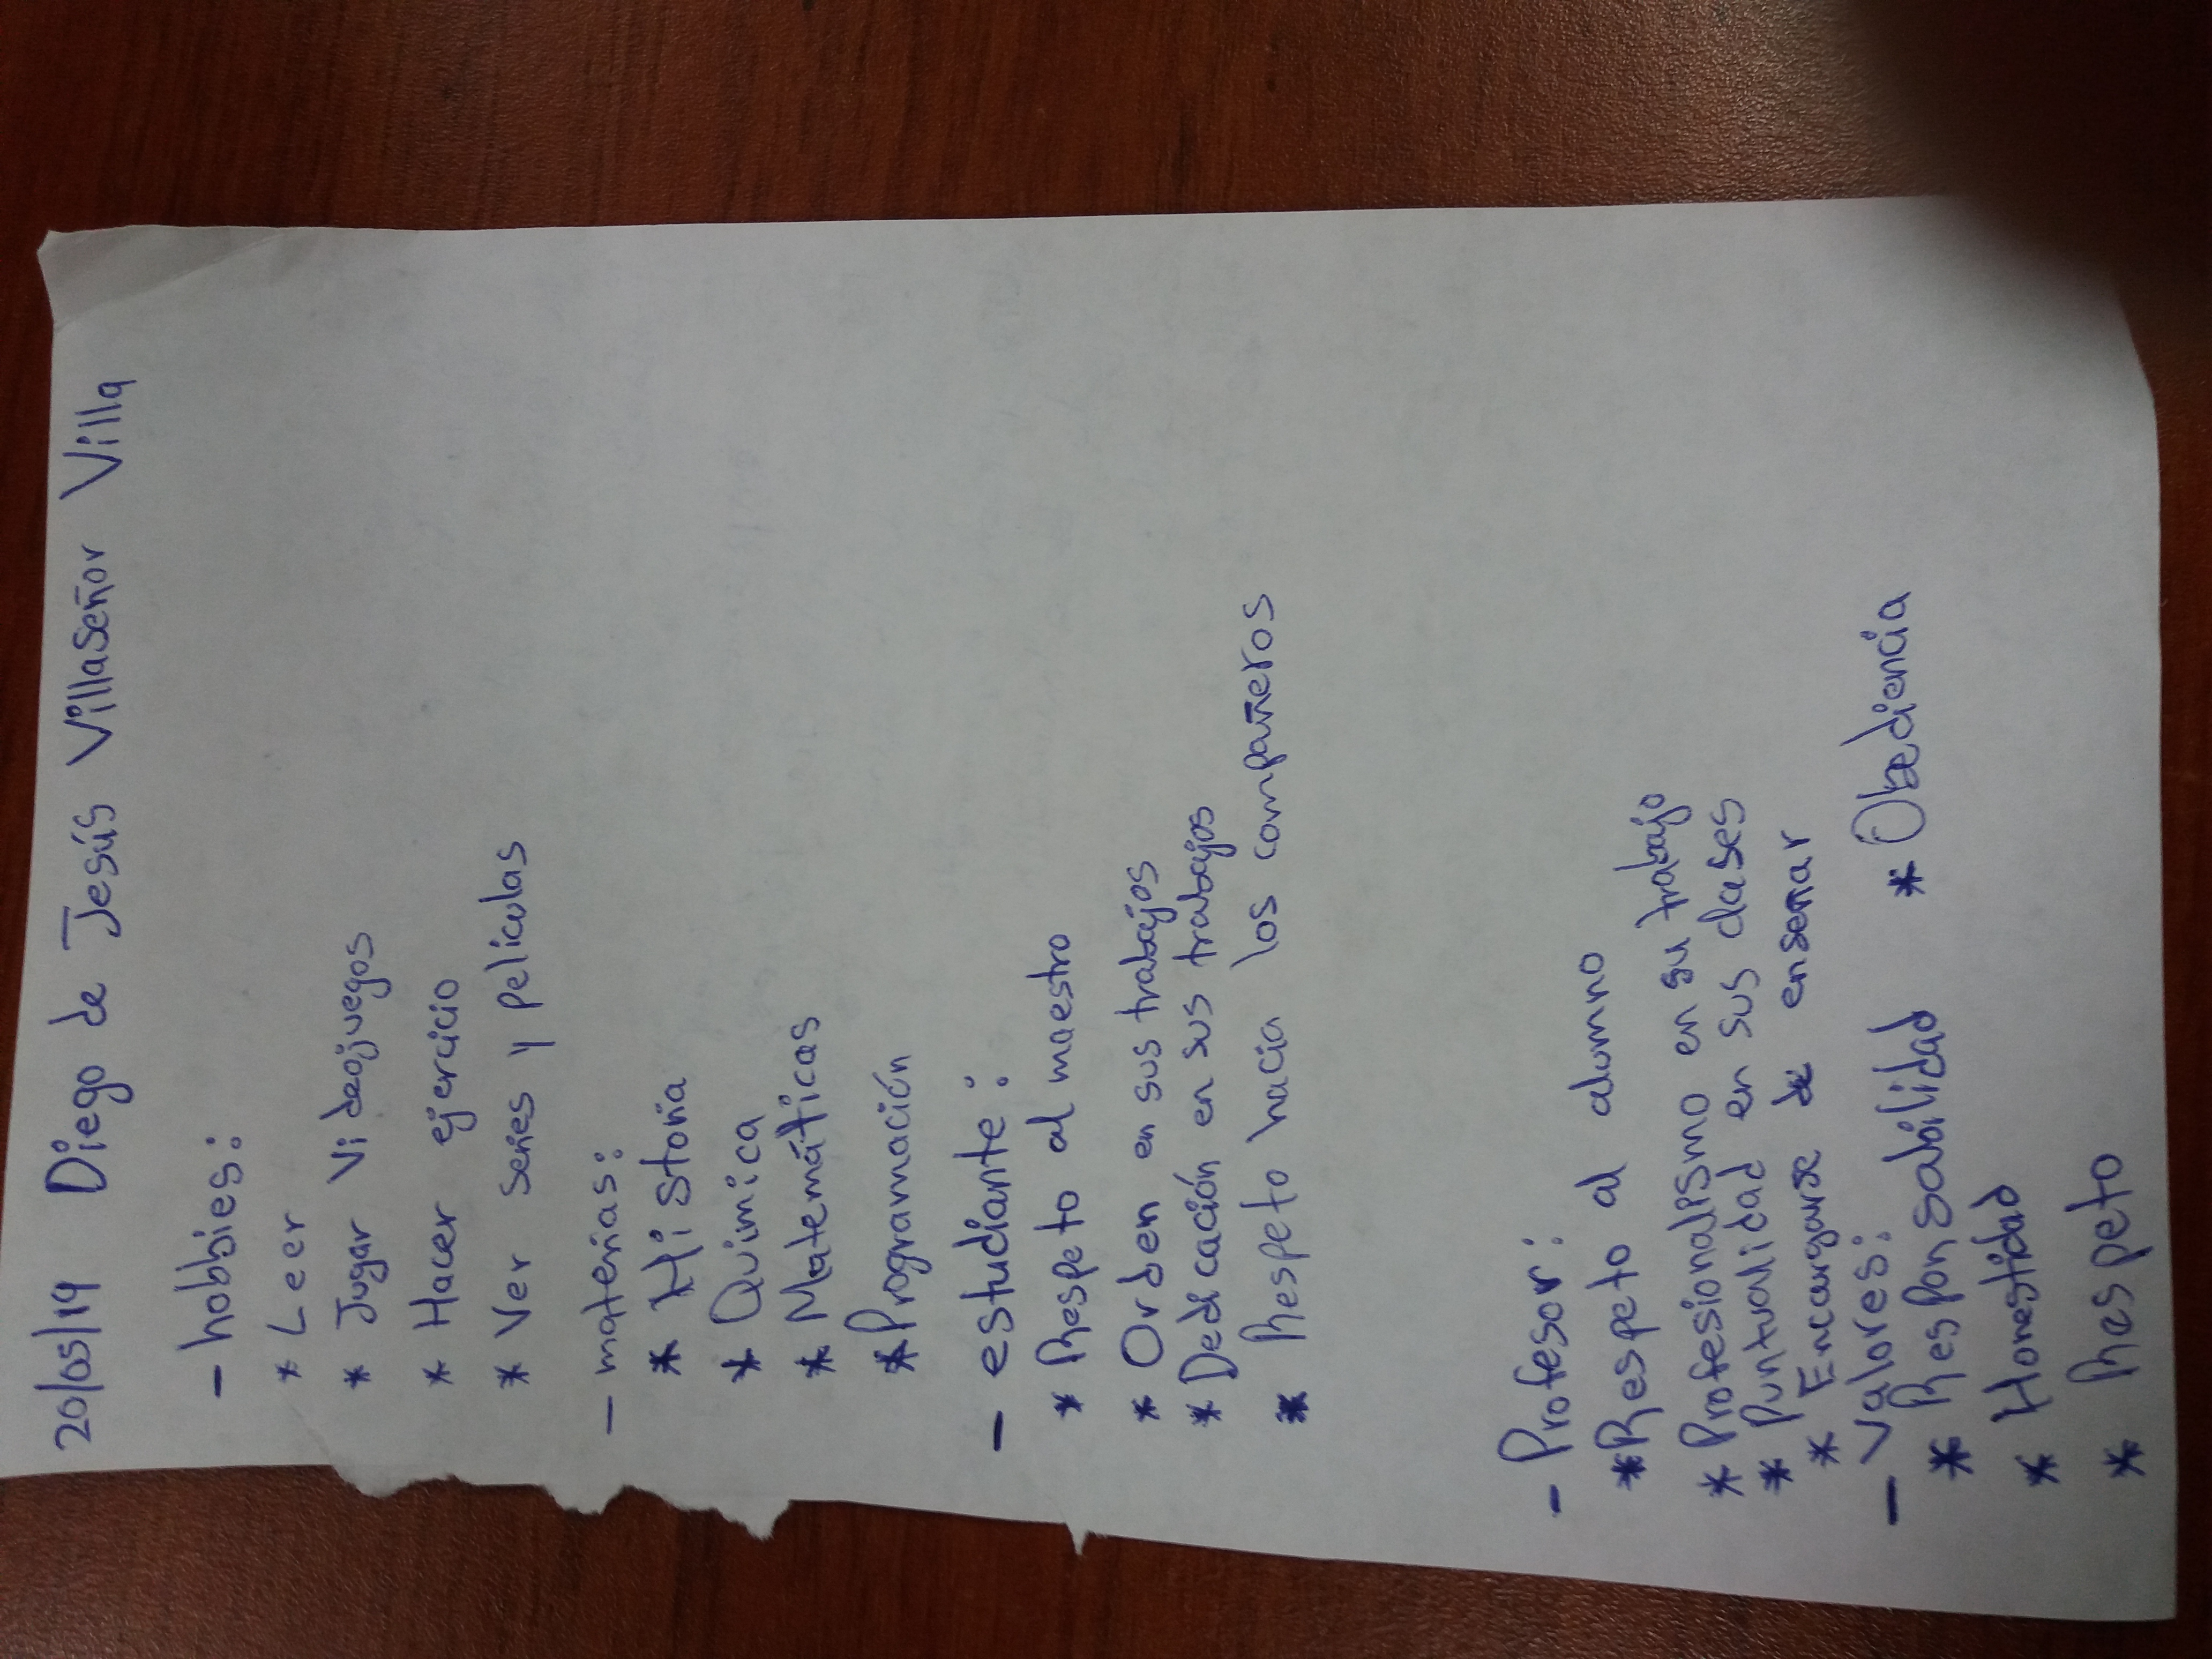 20/05/19 Diego de Jesús Villaseñor Villa
- hobbies:
* Leer
* Jugar Videojuegos
* Hacer ejercicio
* Ver series y películas
- materias:
* Historia
* Química
* Matemáticas
* Programación
- estudiante:
* Respeto al maestro
* Orden en sus trabajos
* Dedicación en sus trabajos
* Respeto hacia los compañeros
- Profesor:
* Respeto al alumno
* Profesionalismo en su trabajo
* Puntualidad en sus clases
* Encargarse de enseñar
- Valores:
* Responsabilidad * Obediencia
* Honestidad
* Respeto